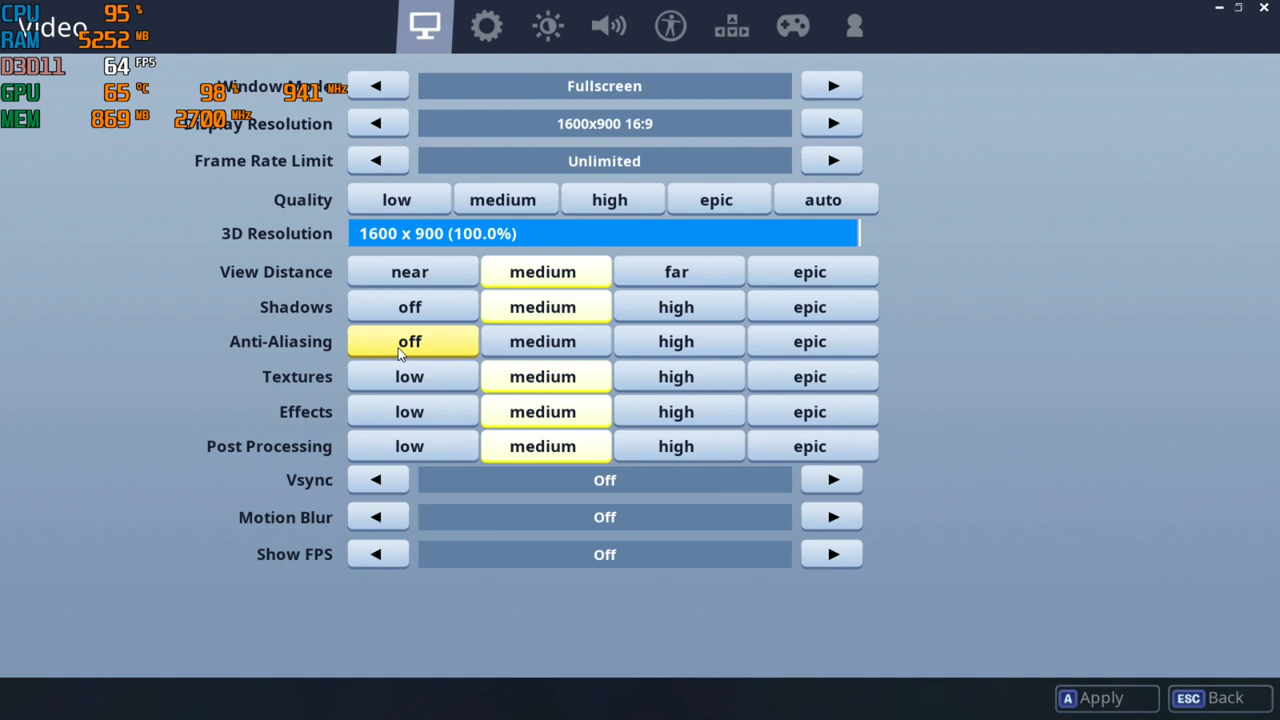 Video
CPU 95 %
RAM 5252 MB
D3D11 64 FPS
GPU 65 °C 98 % 941 MHz
MEM 869 MB 2700 MHz
Window Mode ◀ Fullscreen ▶
Display Resolution ◀ 1600x900 16:9 ▶
Frame Rate Limit ◀ Unlimited ▶
Quality low medium high epic auto
3D Resolution 1600 x 900 (100.0%)
View Distance near medium far epic
Shadows off medium high epic
Anti-Aliasing off medium high epic
Textures low medium high epic
Effects low medium high epic
Post Processing low medium high epic
Vsync ◀ Off ▶
Motion Blur ◀ Off ▶
Show FPS ◀ Off ▶
A Apply ESC Back